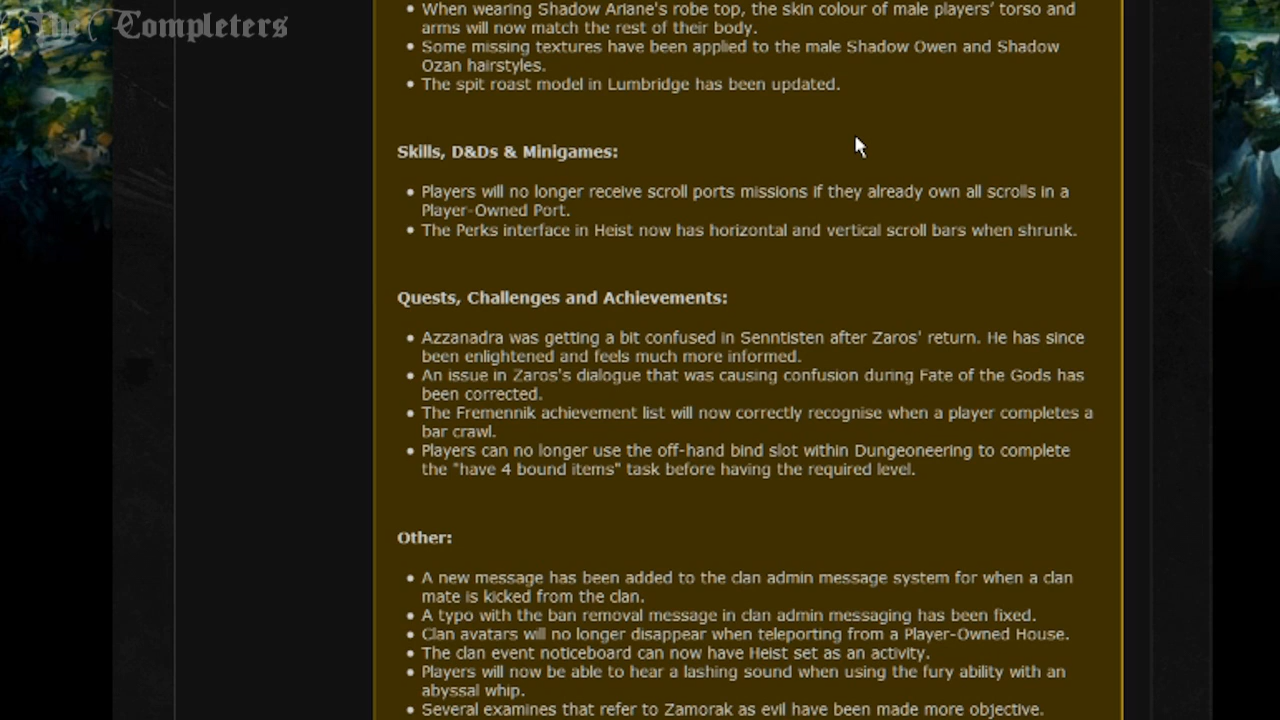 The Completers
• When wearing Shadow Ariane's robe top, the skin colour of male players' torso and
arms will now match the rest of their body.
• Some missing textures have been applied to the male Shadow Owen and Shadow
Ozan hairstyles.
• The spit roast model in Lumbridge has been updated.
Skills, D&Ds & Minigames:
• Players will no longer receive scroll ports missions if they already own all scrolls in a
Player-Owned Port.
• The Perks interface in Heist now has horizontal and vertical scroll bars when shrunk.
Quests, Challenges and Achievements:
• Azzanadra was getting a bit confused in Senntisten after Zaros' return. He has since
been enlightened and feels much more informed.
• An issue in Zaros's dialogue that was causing confusion during Fate of the Gods has
been corrected.
• The Fremennik achievement list will now correctly recognise when a player completes a
bar crawl.
• Players can no longer use the off-hand bind slot within Dungeoneering to complete
the "have 4 bound items" task before having the required level.
Other:
• A new message has been added to the clan admin message system for when a clan
mate is kicked from the clan.
• A typo with the ban removal message in clan admin messaging has been fixed.
• Clan avatars will no longer disappear when teleporting from a Player-Owned House.
• The clan event noticeboard can now have Heist set as an activity.
• Players will now be able to hear a lashing sound when using the fury ability with an
abyssal whip.
• Several examines that refer to Zamorak as evil have been made more objective.